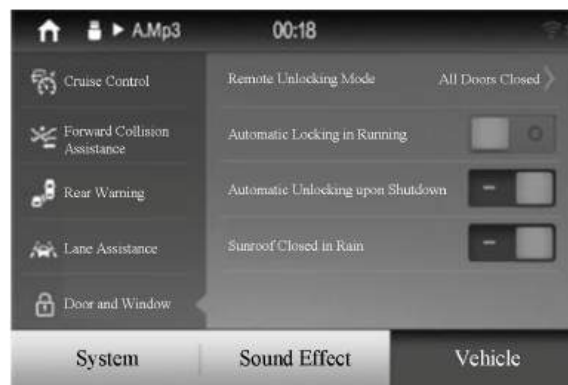 A.Mp3 00:18
Cruise Control
Remote Unlocking Mode All Doors Closed
Forward Collision
Assistance
Automatic Locking in Running
Rear Warning
Automatic Unlocking upon Shutdown
Lane Assistance
Sunroof Closed in Rain
Door and Window
System Sound Effect Vehicle